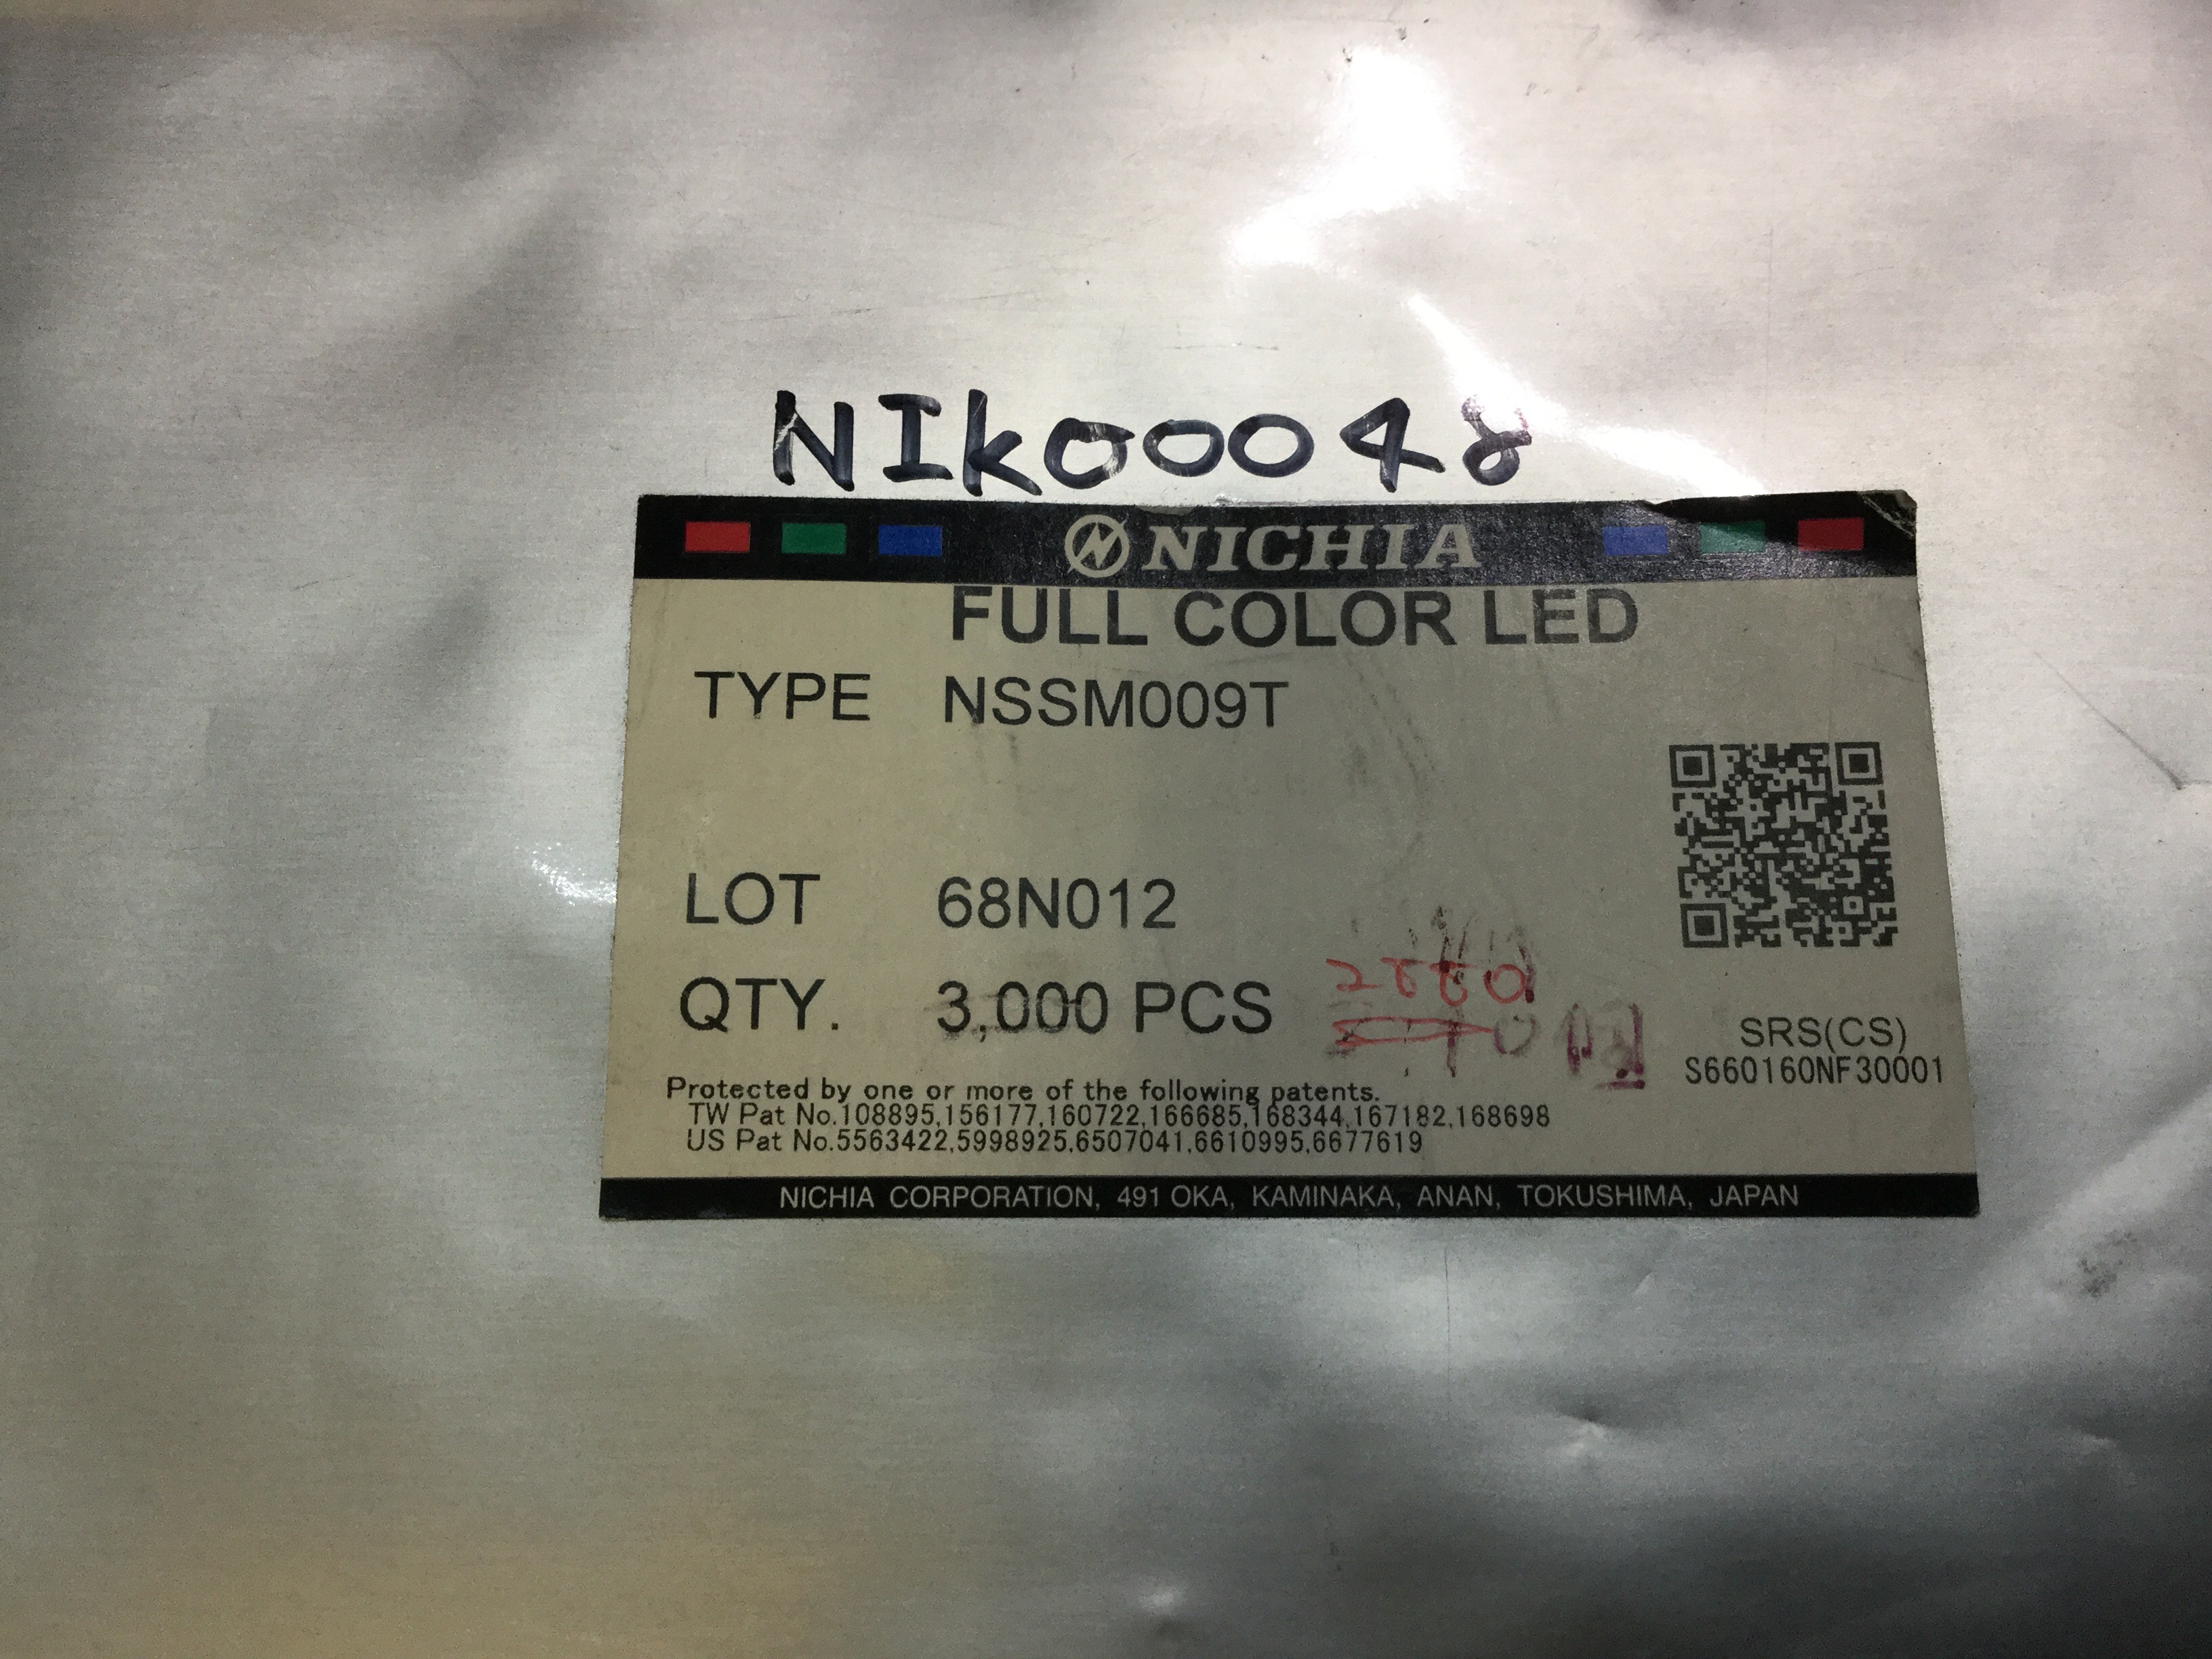 NIK00048
NICHIA
FULL COLOR LED
TYPE NSSM009T
LOT 68N012
QTY. 3,000 PCS
SRS(CS)
S660160NF30001
Protected by one or more of the following patents.
TW Pat No.108895,156177,160722,166685,168344,167182,168698
US Pat No.5563422,5998925,6507041,6610995,6677619
NICHIA CORPORATION, 491 OKA, KAMINAKA, ANAN, TOKUSHIMA, JAPAN